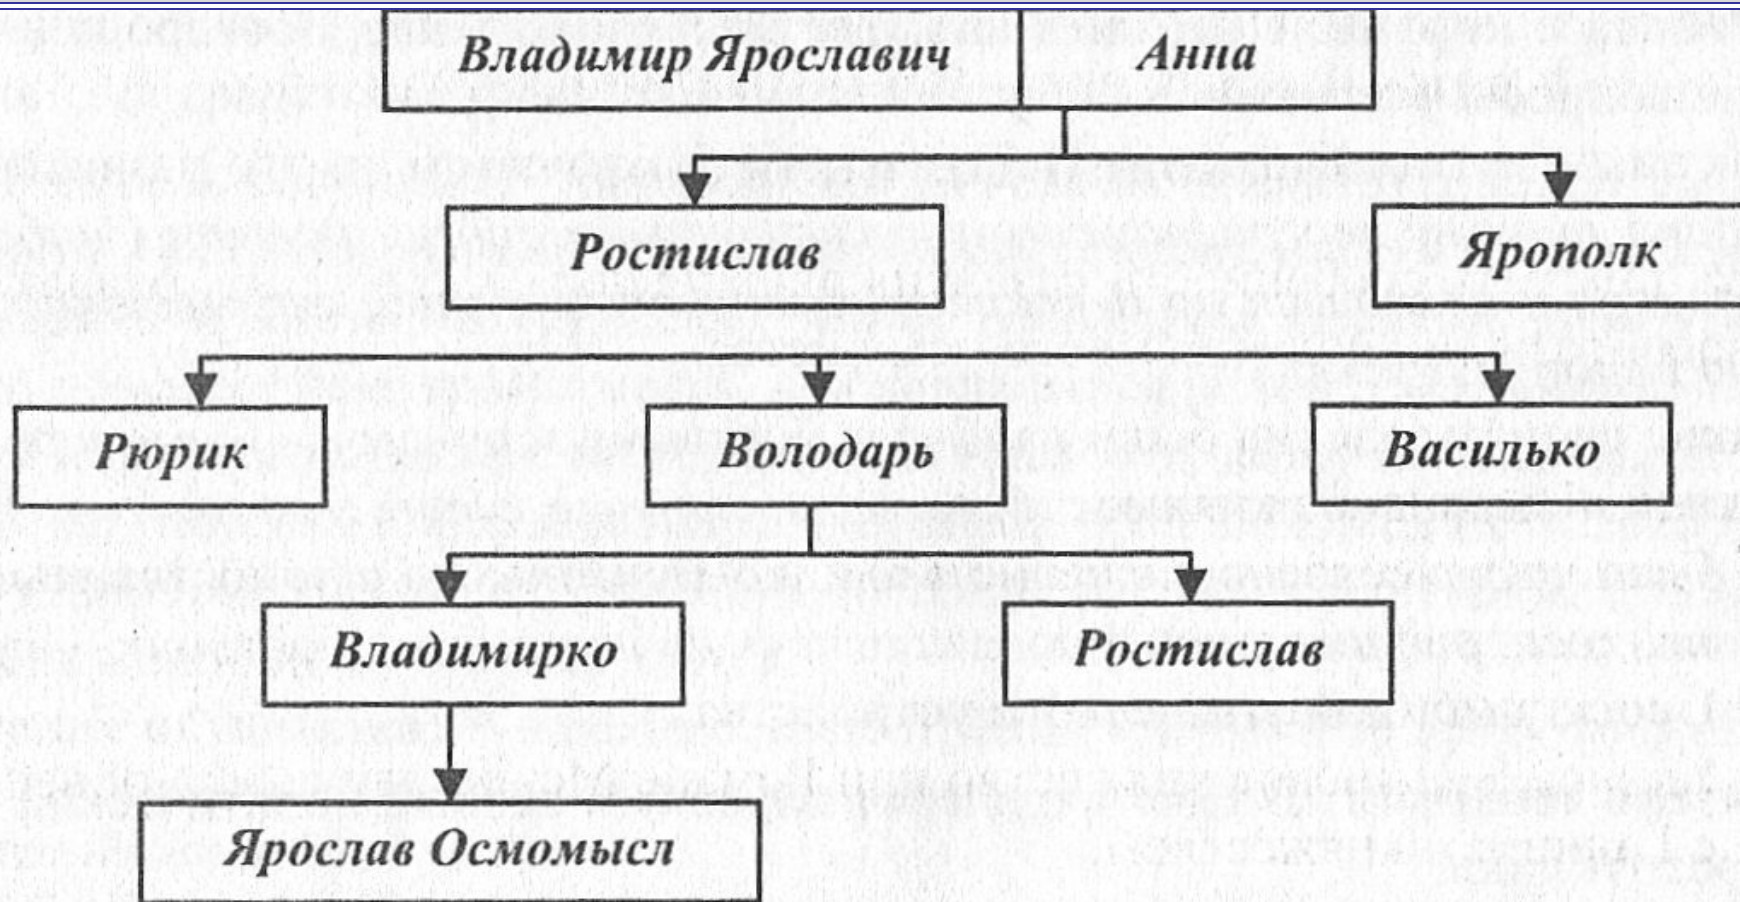 Владимир Ярославич Анна
Ростислав Ярополк
Рюрик Володарь Василько
Владимирко Ростислав
Ярослав Осмомысл